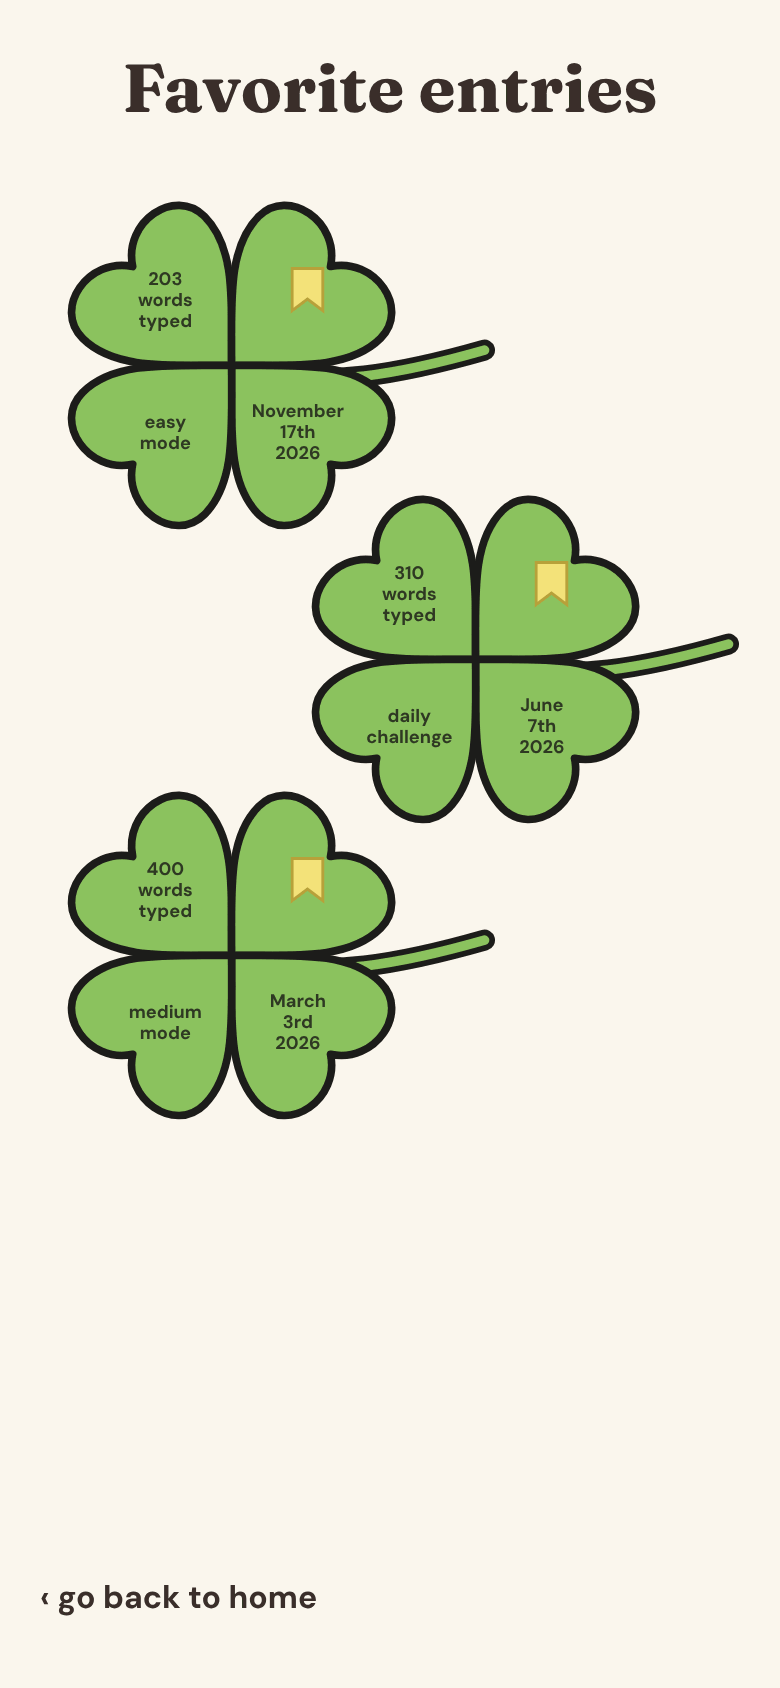 Favorite entries
203
words
typed
easy
mode
November
17th
2026
310
words
typed
daily
challenge
June
7th
2026
400
words
typed
medium
mode
March
3rd
2026
‹ go back to home